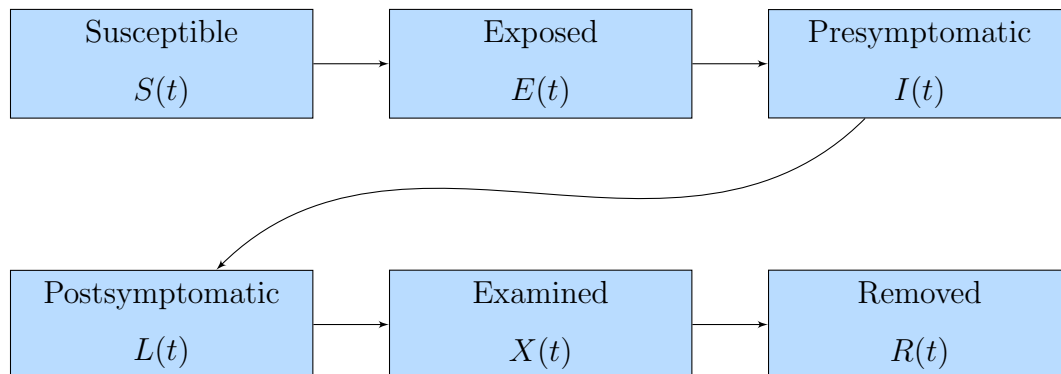 Susceptible
S(t)
Exposed
E(t)
Presymptomatic
I(t)
Postsymptomatic
L(t)
Examined
X(t)
Removed
R(t)